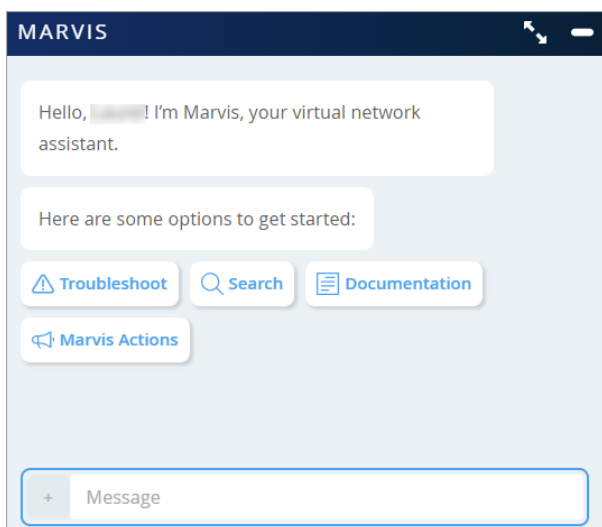 MARVIS
Hello, ! I'm Marvis, your virtual network
assistant.
Here are some options to get started:
Troubleshoot
Search
Documentation
Marvis Actions
+ Message